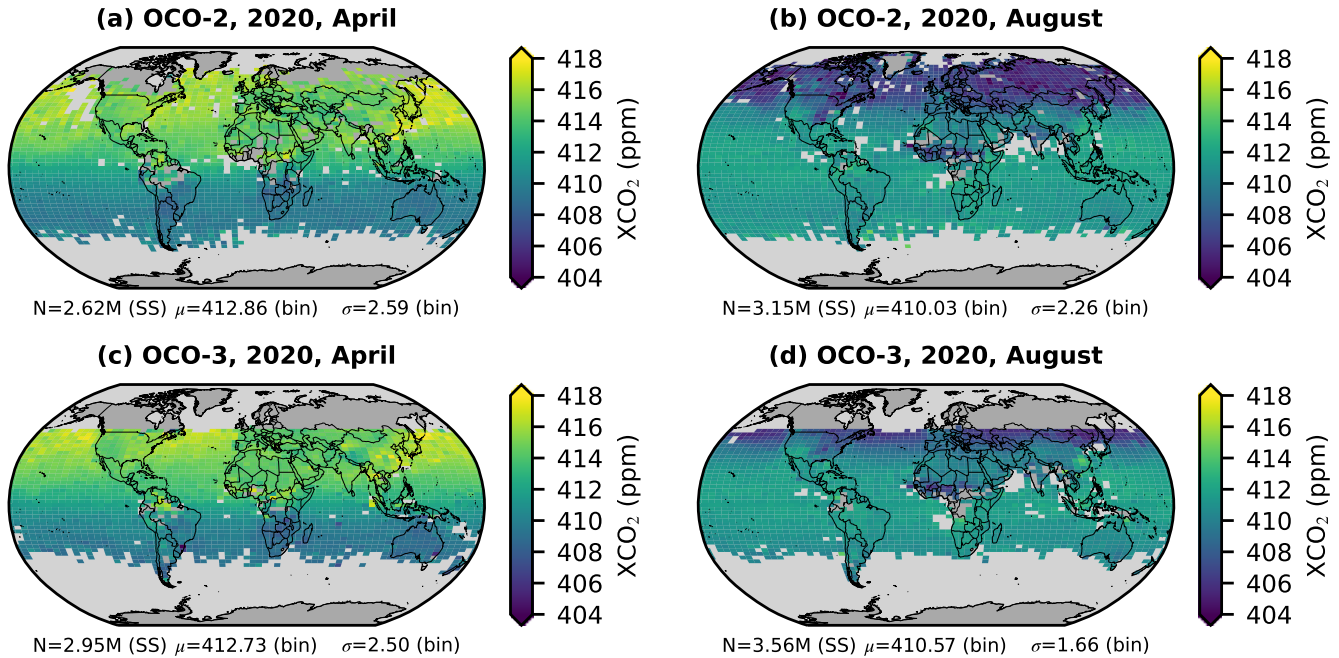 (a) OCO-2, 2020, April
418
416
414
412
410
408
406
404
XCO₂ (ppm)
N=2.62M (SS) μ=412.86 (bin) σ=2.59 (bin)
(b) OCO-2, 2020, August
418
416
414
412
410
408
406
404
XCO₂ (ppm)
N=3.15M (SS) μ=410.03 (bin) σ=2.26 (bin)
(c) OCO-3, 2020, April
418
416
414
412
410
408
406
404
XCO₂ (ppm)
N=2.95M (SS) μ=412.73 (bin) σ=2.50 (bin)
(d) OCO-3, 2020, August
418
416
414
412
410
408
406
404
XCO₂ (ppm)
N=3.56M (SS) μ=410.57 (bin) σ=1.66 (bin)